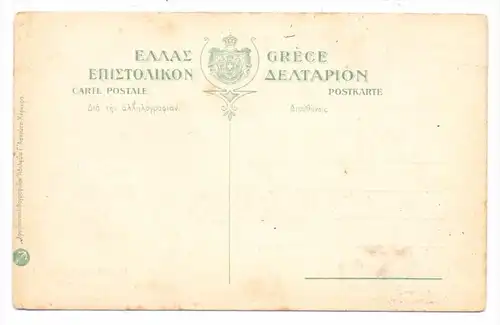 ΕΛΛΑΣ GRÈCE
ΕΠΙΣΤΟΛΙΚΟΝ ΔΕΛΤΑΡΙΟΝ
CARTE POSTALE POSTKARTE
Διὰ τὴν ἀλληλογραφίαν. Διεύθυνσις